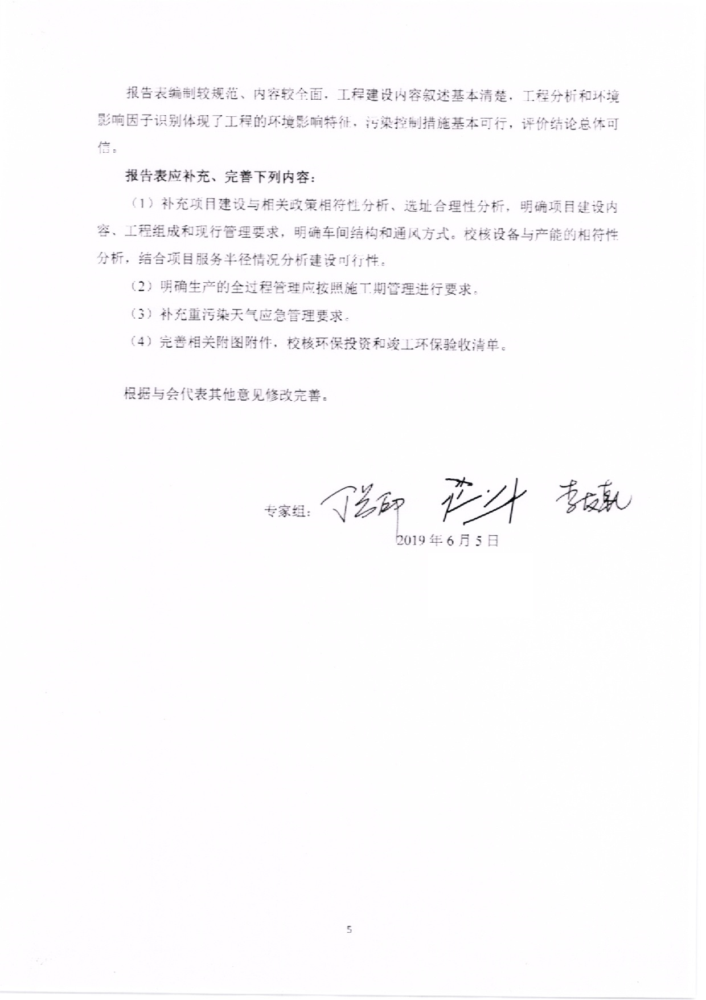 报告表编制较规范、内容较全面，工程建设内容叙述基本清楚，工程分析和环境
影响因子识别体现了工程的环境影响特征，污染控制措施基本可行，评价结论总体可
信。
报告表应补充、完善下列内容：
（1）补充项目建设与相关政策相符性分析、选址合理性分析，明确项目建设内
容、工程组成和现行管理要求，明确车间结构和通风方式。校核设备与产能的相符性
分析，结合项目服务半径情况分析建设可行性。
（2）明确生产的全过程管理应按照施工期管理进行要求。
（3）补充重污染天气应急管理要求。
（4）完善相关附图附件，校核环保投资和竣工环保验收清单。
根据与会代表其他意见修改完善。
专家组：
2019 年 6 月 5 日
5